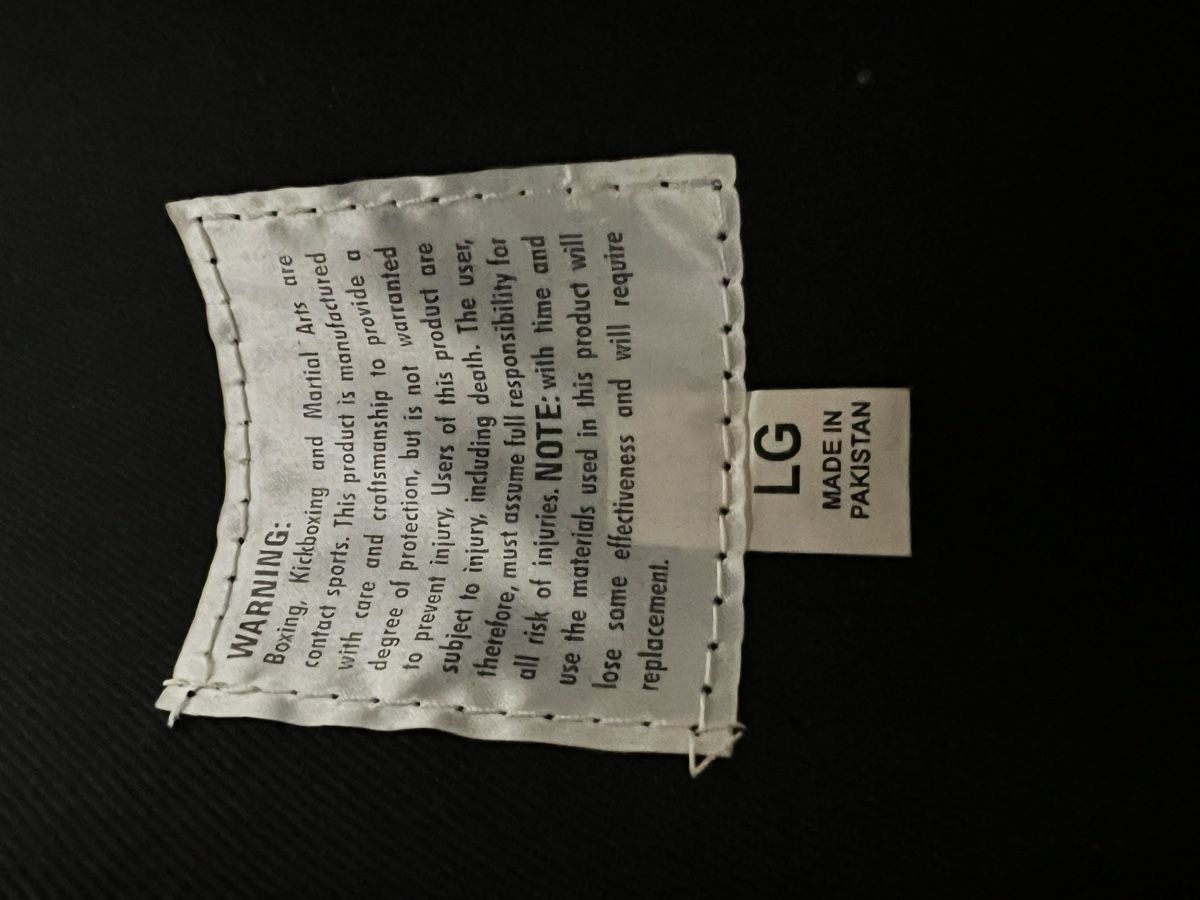 WARNING:
Boxing, Kickboxing and Martial Arts are
contact sports. This product is manufactured
with care and craftsmanship to provide a
degree of protection, but is not warranted
to prevent injury, Users of this product are
subject to injury, including death. The user,
therefore, must assume full responsibility for
all risk of injuries. NOTE: with time and
use the materials used in this product will
lose some effectiveness and will require
replacement.
LG
MADE IN
PAKISTAN